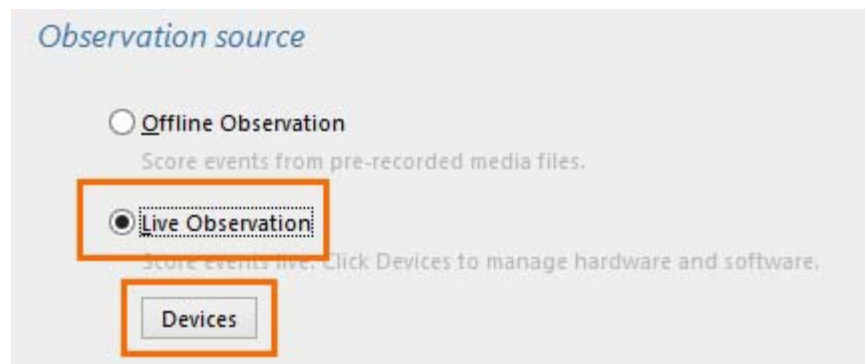 Observation source
Offline Observation
Score events from pre-recorded media files.
Live Observation
Score events live. Click Devices to manage hardware and software.
Devices